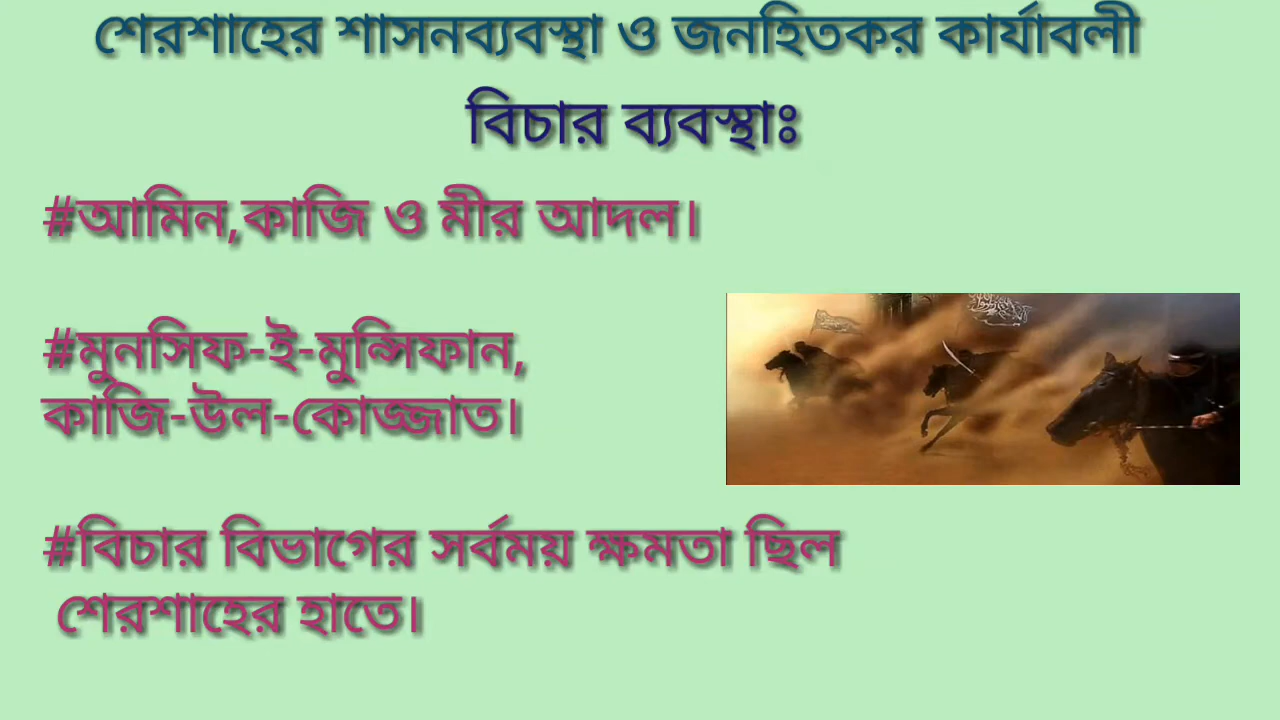 শেরশাহের শাসনব্যবস্থা ও জনহিতকর কার্যাবলী
বিচার ব্যবস্থাঃ
#আমিন,কাজি ও মীর আদল।
#মুনসিফ-ই-মুন্সিফান,
কাজি-উল-কোজ্জাত।
#বিচার বিভাগের সর্বময় ক্ষমতা ছিল
শেরশাহের হাতে।